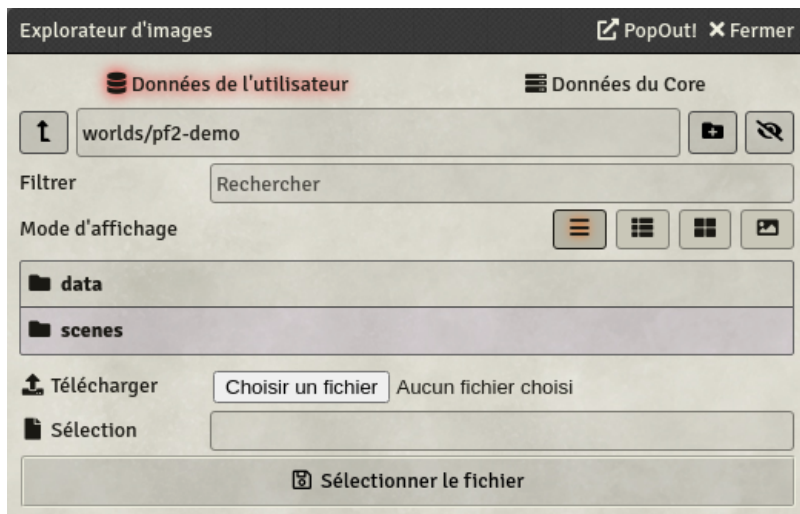 Explorateur d'images PopOut! Fermer
Données de l'utilisateur Données du Core
worlds/pf2-demo
Filtrer Rechercher
Mode d'affichage
data
scenes
Télécharger Choisir un fichier Aucun fichier choisi
Sélection
Sélectionner le fichier